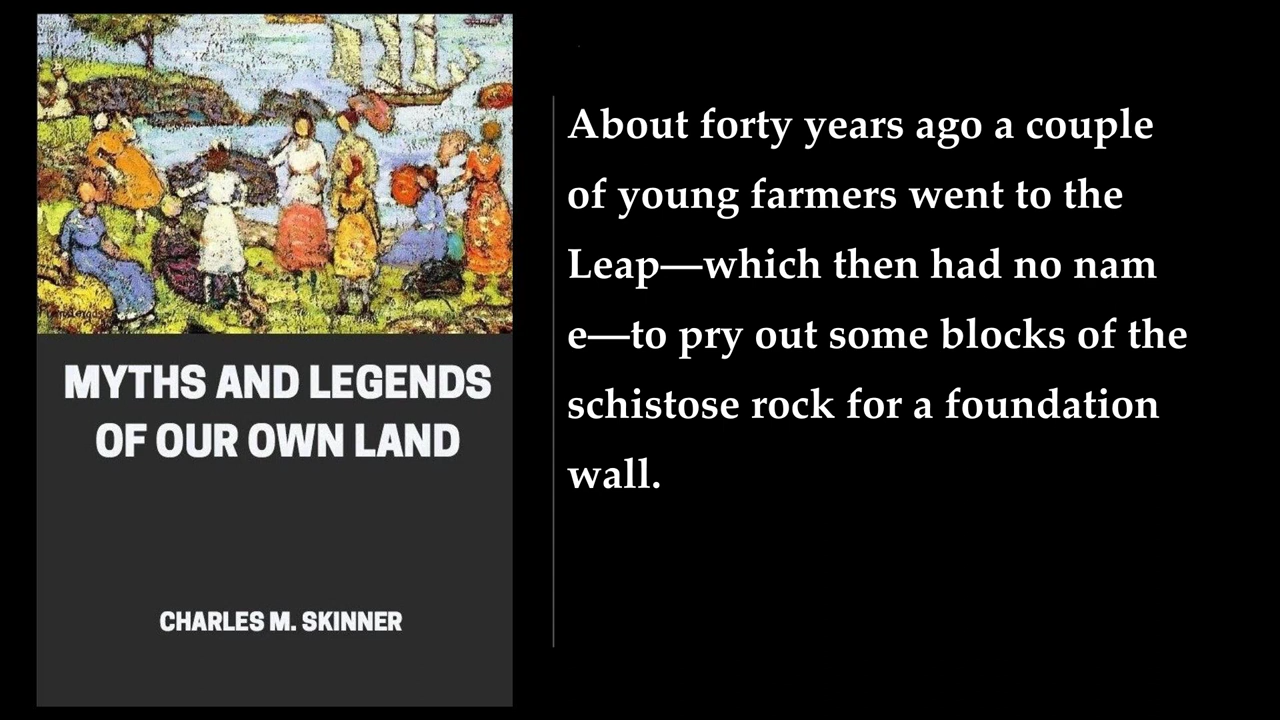 MYTHS AND LEGENDS
OF OUR OWN LAND
CHARLES M. SKINNER
About forty years ago a couple
of young farmers went to the
Leap—which then had no nam
e—to pry out some blocks of the
schistose rock for a foundation
wall.